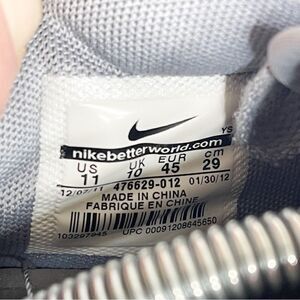 YS
nikebetterworld.com
US UK EUR cm
11 10 45 29
12/07/11 476629-012 01/30/12
MADE IN CHINA
FABRIQUE EN CHINE
103297945 UPC 00091208645650